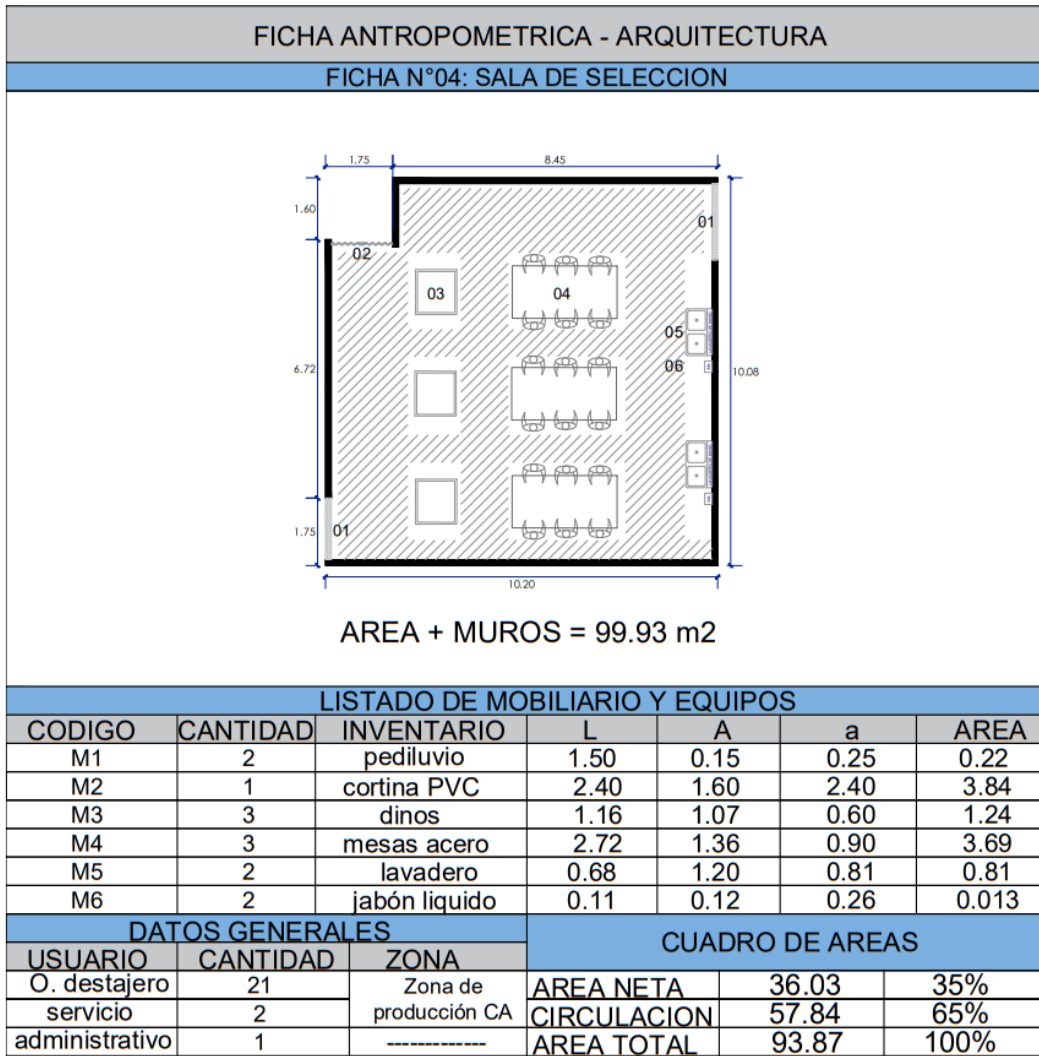 FICHA ANTROPOMETRICA - ARQUITECTURA
FICHA N°04: SALA DE SELECCION
1.75 8.45
1.60
01
02
03 04
05
6.72 06 10.08
1.75 01
10.20
AREA + MUROS = 99.93 m2
LISTADO DE MOBILIARIO Y EQUIPOS
CODIGO CANTIDAD INVENTARIO L A a AREA
M1 2 pediluvio 1.50 0.15 0.25 0.22
M2 1 cortina PVC 2.40 1.60 2.40 3.84
M3 3 dinos 1.16 1.07 0.60 1.24
M4 3 mesas acero 2.72 1.36 0.90 3.69
M5 2 lavadero 0.68 1.20 0.81 0.81
M6 2 jabón liquido 0.11 0.12 0.26 0.013
DATOS GENERALES CUADRO DE AREAS
USUARIO CANTIDAD ZONA
O. destajero 21 Zona de AREA NETA 36.03 35%
servicio 2 producción CA CIRCULACION 57.84 65%
administrativo 1 ------------- AREA TOTAL 93.87 100%